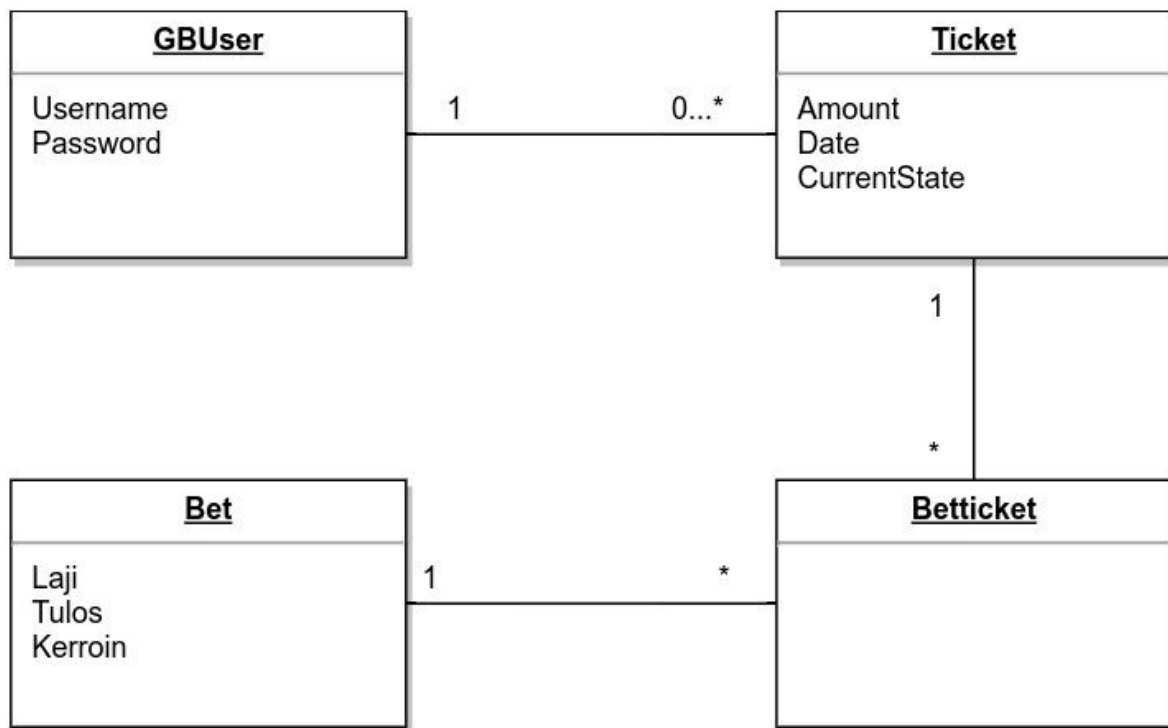 GBUser
Username
Password
1
0...*
Ticket
Amount
Date
CurrentState
1
*
Bet
Laji
Tulos
Kerroin
1
*
Betticket